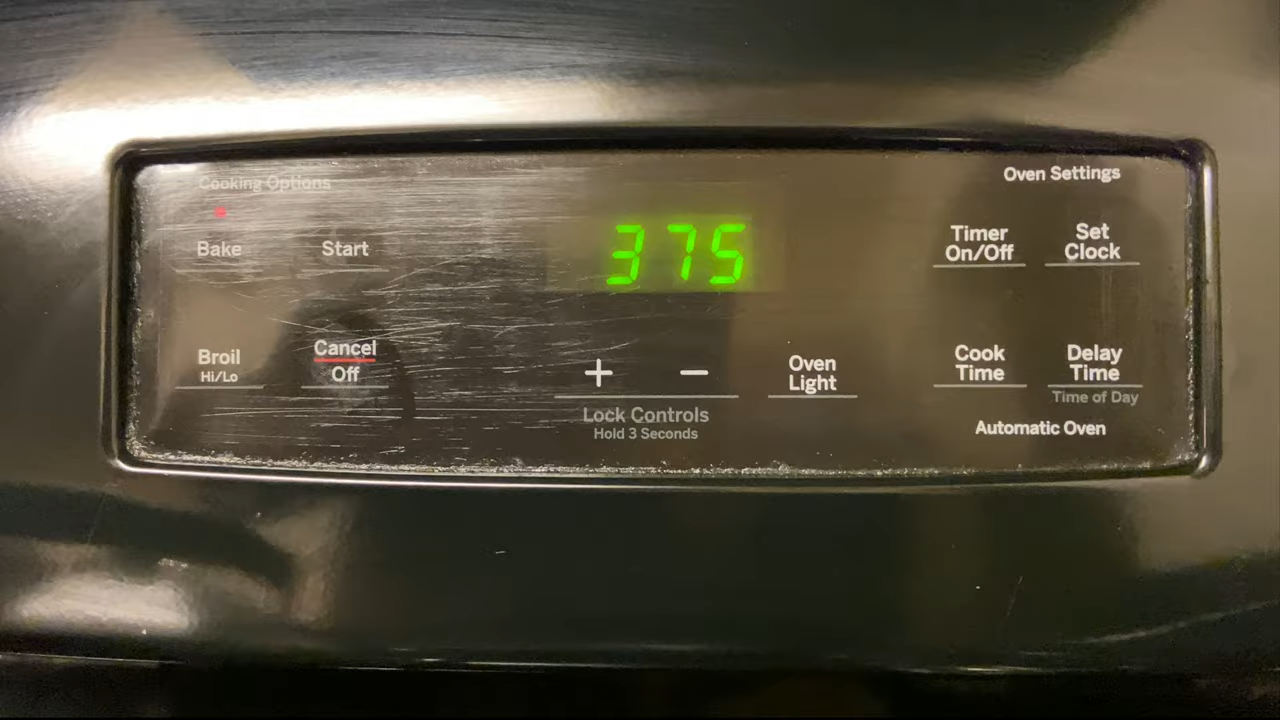 Cooking Options
Oven Settings
Bake
Start
375
Timer
On/Off
Set
Clock
Broil
Hi/Lo
Cancel
Off
+
−
Lock Controls
Hold 3 Seconds
Oven
Light
Cook
Time
Delay
Time
Time of Day
Automatic Oven